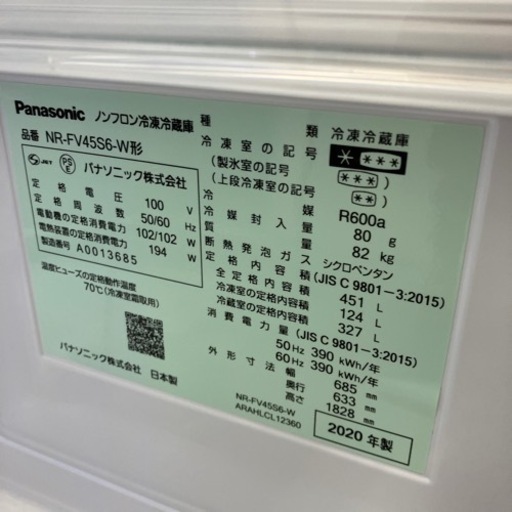 Panasonic ノンフロン冷凍冷蔵庫
品番 NR-FV45S6-W形
JET PSE パナソニック株式会社
定格電圧 100 V
定格周波数 50/60 Hz
電動機の定格消費電力 102/102 W
電熱装置の定格消費電力 194 W
製造番号 A0013685
温度ヒューズの定格動作温度
70℃(冷凍室霜取用)
パナソニック株式会社 日本製
種類 冷凍冷蔵庫
冷凍室の記号 * ***
(製氷室の記号) (***)
(上段冷凍室の記号) (**)
冷媒 R600a
冷媒封入量 80 g
質量 82 kg
断熱発泡ガス シクロペンタン
定格内容積 (JIS C 9801-3:2015)
全定格内容積 451 L
冷凍室の定格内容積 124 L
冷蔵室の定格内容積 327 L
消費電力量 (JIS C 9801-3:2015)
50Hz 390 kWh/年
60Hz 390 kWh/年
外形寸法 幅 685 mm
奥行 633 mm
高さ 1828 mm
NR-FV45S6-W
ARAHLCL12360
2020年製